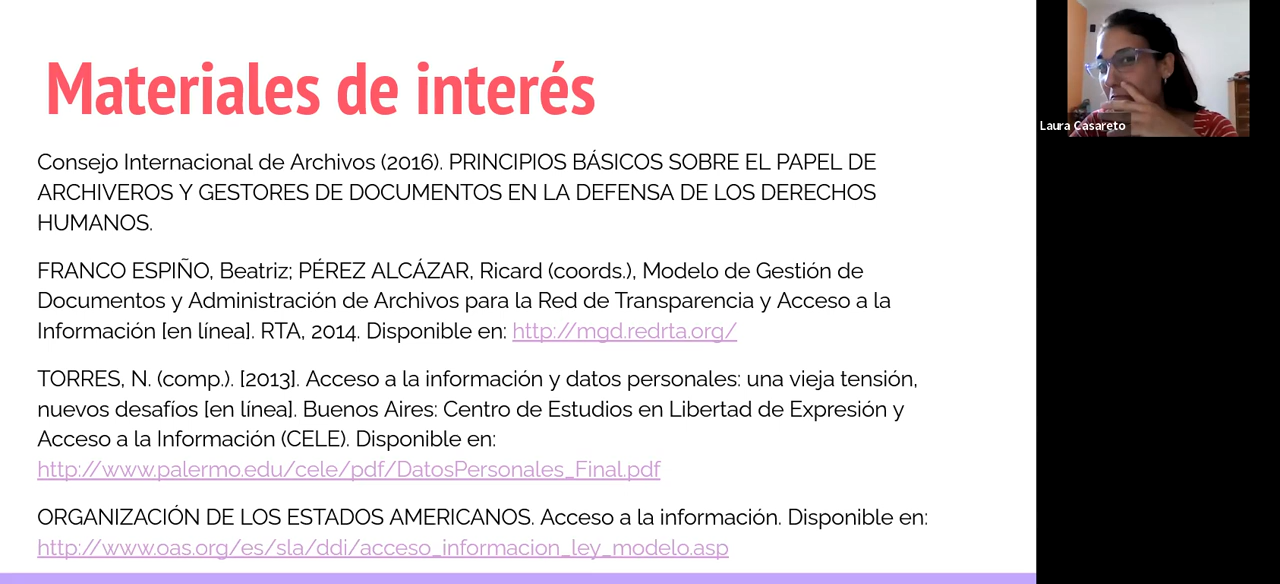 Materiales de interés
Consejo Internacional de Archivos (2016). PRINCIPIOS BÁSICOS SOBRE EL PAPEL DE
ARCHIVEROS Y GESTORES DE DOCUMENTOS EN LA DEFENSA DE LOS DERECHOS
HUMANOS.
FRANCO ESPIÑO, Beatriz; PÉREZ ALCÁZAR, Ricard (coords.), Modelo de Gestión de
Documentos y Administración de Archivos para la Red de Transparencia y Acceso a la
Información [en línea]. RTA, 2014. Disponible en: http://mgd.redrta.org/
TORRES, N. (comp.). [2013]. Acceso a la información y datos personales: una vieja tensión,
nuevos desafíos [en línea]. Buenos Aires: Centro de Estudios en Libertad de Expresión y
Acceso a la Información (CELE). Disponible en:
http://www.palermo.edu/cele/pdf/DatosPersonales_Final.pdf
ORGANIZACIÓN DE LOS ESTADOS AMERICANOS. Acceso a la información. Disponible en:
http://www.oas.org/es/sla/ddi/acceso_informacion_ley_modelo.asp
Laura Casareto